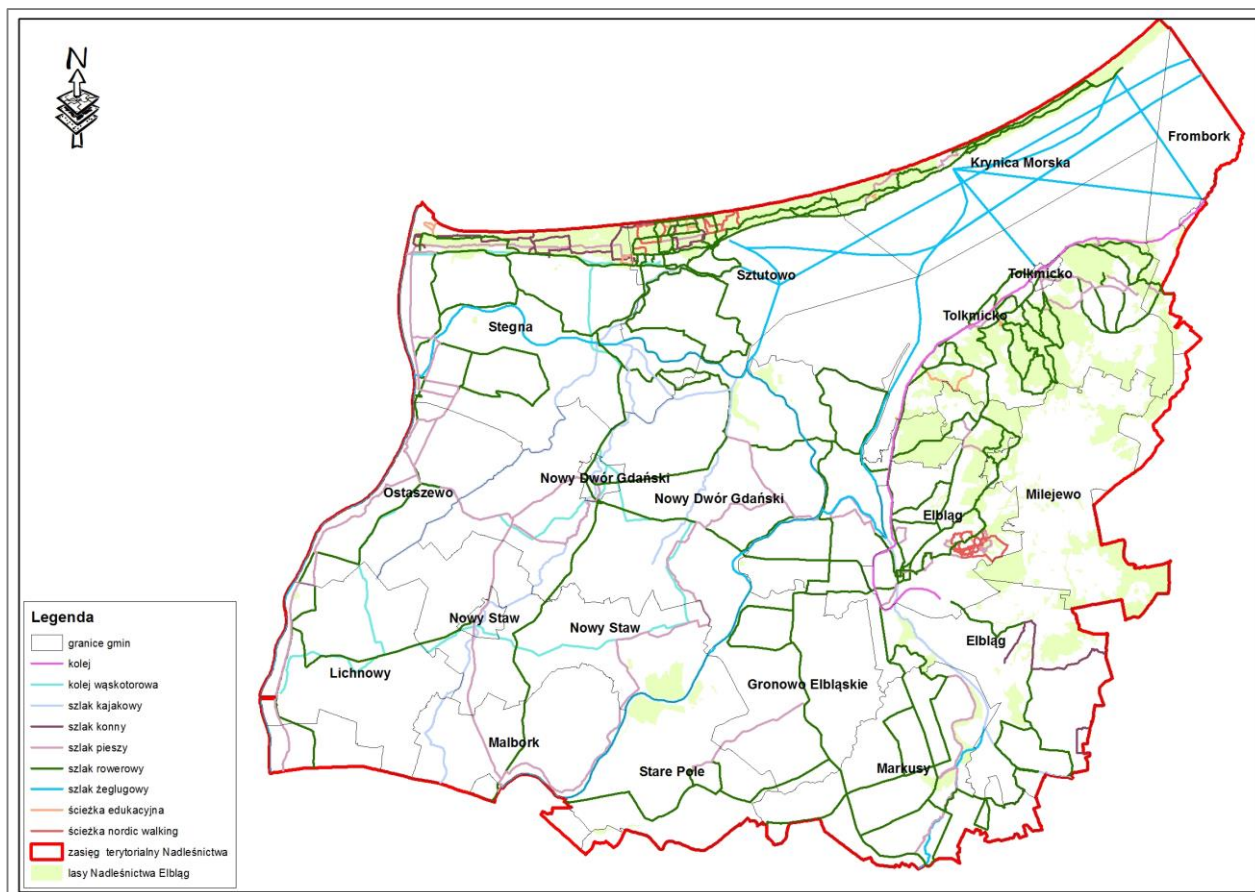 N
Frombork
Krynica Morska
Sztutowo
Tolkmicko
Tolkmicko
Stegna
Nowy Dwór Gdański
Ostaszewo
Nowy Dwór Gdański
Milejewo
Elbląg
Nowy Staw
Nowy Staw
Elbląg
Lichnowy
Gronowo Elbląskie
Malbork
Stare Pole
Markusy
Legenda
granice gmin
kolej
kolej wąskotorowa
szlak kajakowy
szlak konny
szlak pieszy
szlak rowerowy
szlak żeglugowy
ścieżka edukacyjna
ścieżka nordic walking
zasięg terytorialny Nadleśnictwa
lasy Nadleśnictwa Elbląg